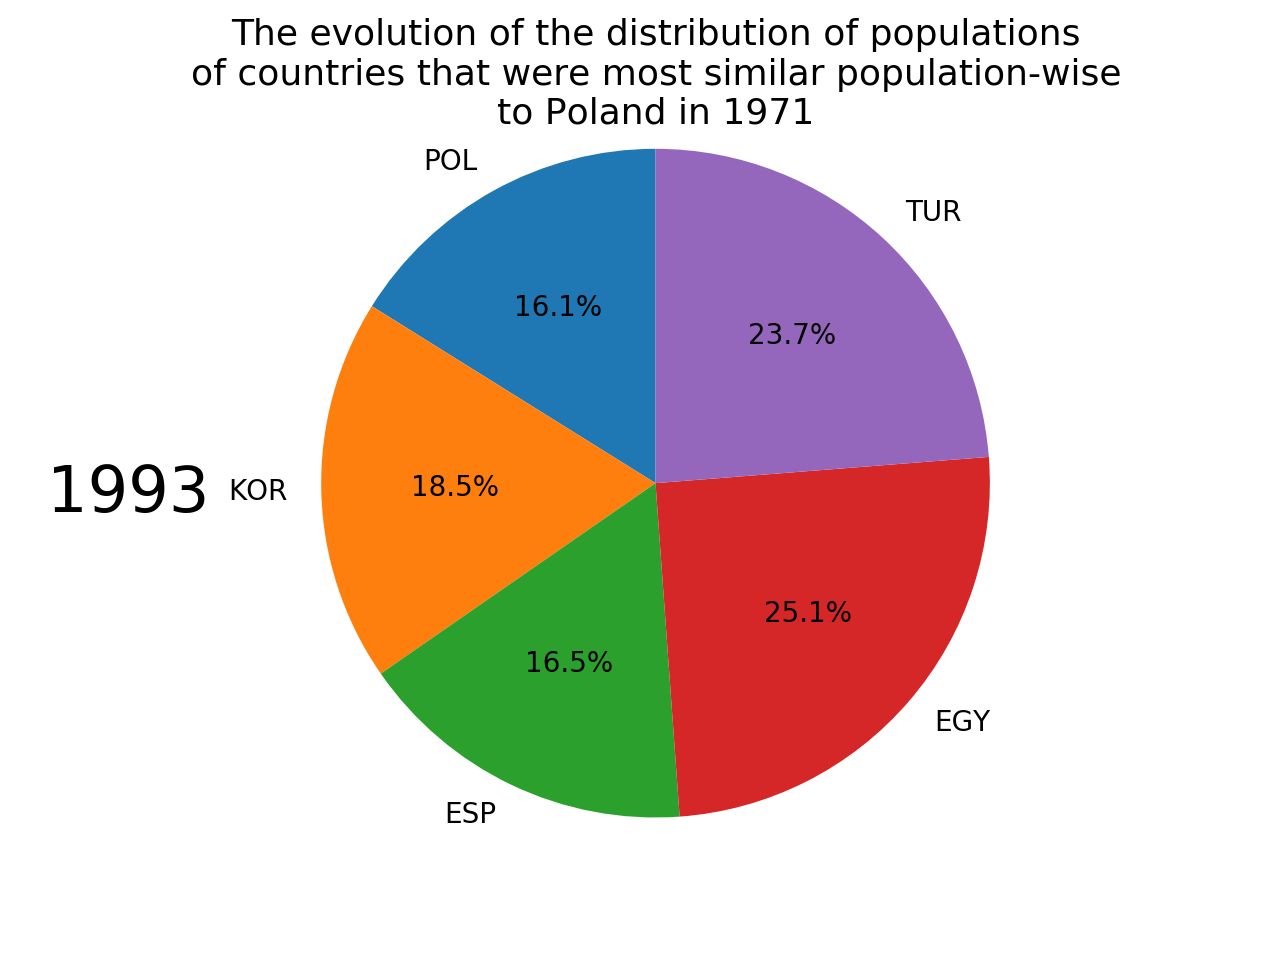 The evolution of the distribution of populations
of countries that were most similar population-wise
to Poland in 1971
POL
TUR
16.1%
23.7%
1993
KOR
18.5%
25.1%
16.5%
EGY
ESP